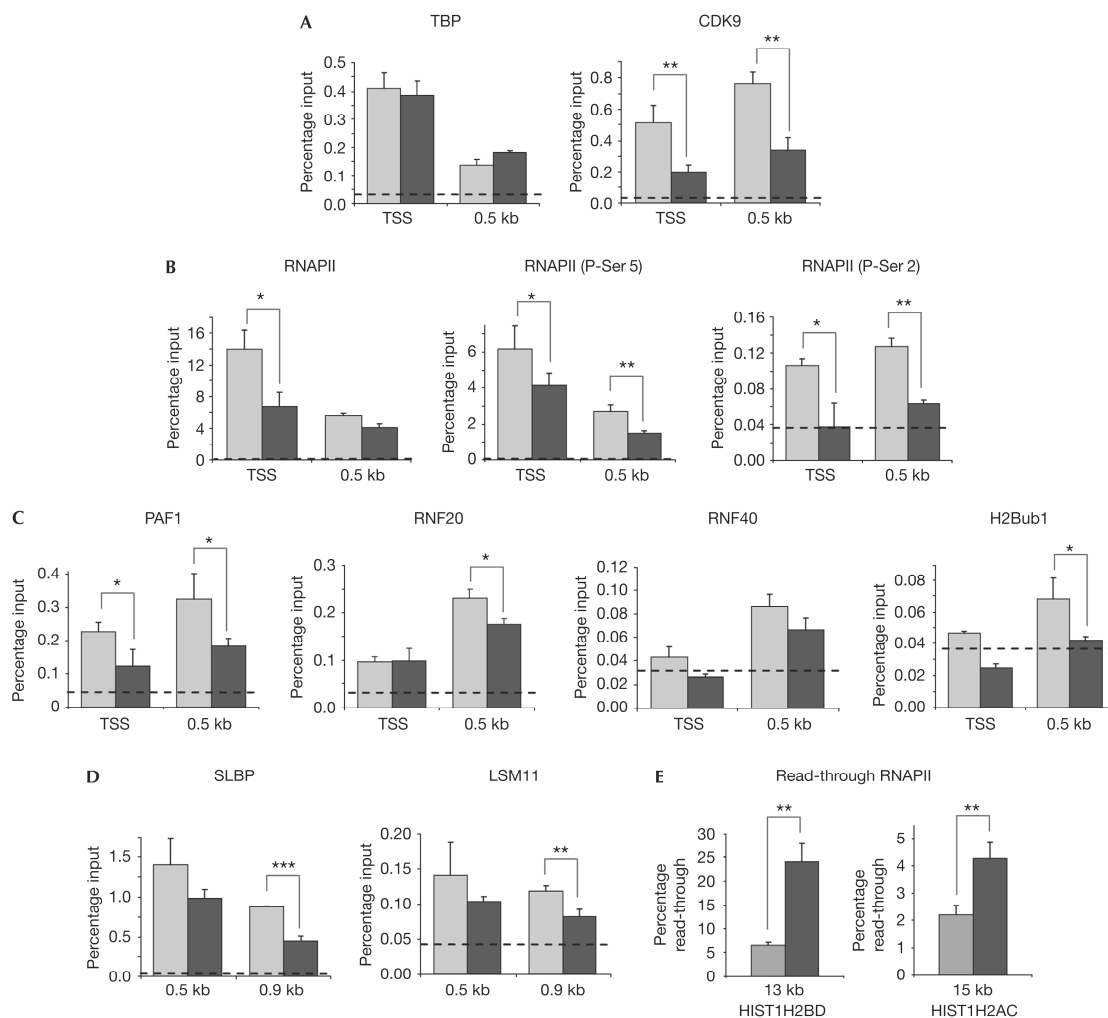 A
TBP
CDK9
Percentage input
0.5
0.4
0.3
0.2
0.1
0.0
TSS
0.5 kb
Percentage input
0.8
0.6
0.4
0.2
0.0
**
**
TSS
0.5 kb
B
RNAPII
RNAPII (P-Ser 5)
RNAPII (P-Ser 2)
Percentage input
16
12
8
4
0
*
TSS
0.5 kb
Percentage input
6
4
2
0
*
**
TSS
0.5 kb
Percentage input
0.16
0.12
0.08
0.04
0.00
*
**
TSS
0.5 kb
C
PAF1
RNF20
RNF40
H2Bub1
Percentage input
0.4
0.3
0.2
0.1
0
*
*
TSS
0.5 kb
Percentage input
0.3
0.2
0.1
0.0
*
TSS
0.5 kb
Percentage input
0.12
0.10
0.08
0.06
0.04
0.02
0.00
TSS
0.5 kb
Percentage input
0.08
0.06
0.04
0.02
0.00
*
TSS
0.5 kb
D
SLBP
LSM11
E
Read-through RNAPII
Percentage input
1.5
1.0
0.5
0.0
***
0.5 kb
0.9 kb
Percentage input
0.20
0.15
0.10
0.05
0.00
**
0.5 kb
0.9 kb
Percentage
read-through
30
25
20
15
10
5
0
**
13 kb
HIST1H2BD
Percentage
read-through
5
4
3
2
1
0
**
15 kb
HIST1H2AC